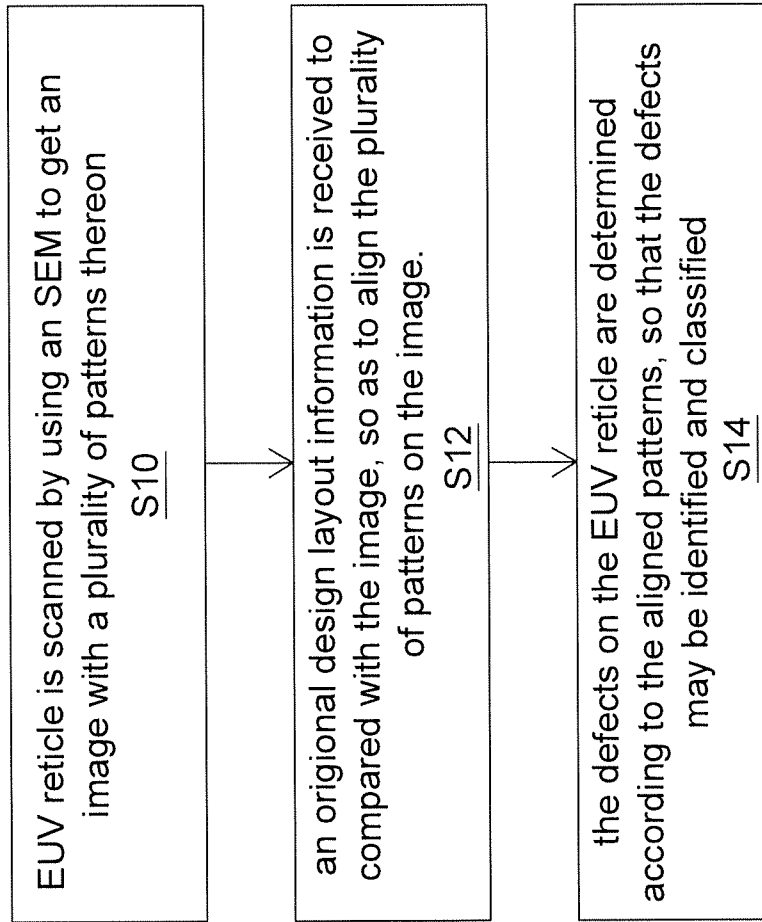 EUV reticle is scanned by using an SEM to get an
image with a plurality of patterns thereon
S10
an origional design layout information is received to
compared with the image, so as to align the plurality
of patterns on the image.
S12
the defects on the EUV reticle are determined
according to the aligned patterns, so that the defects
may be identified and classified
S14